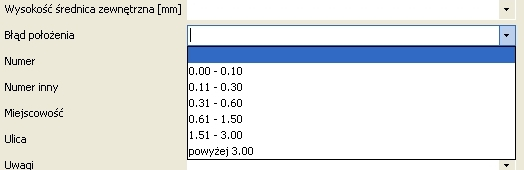 Wysokość średnica zewnętrzna [mm]
Błąd położenia
Numer
0.00 - 0.10
Numer inny
0.11 - 0.30
0.31 - 0.60
Miejscowość
0.61 - 1.50
Ulica
1.51 - 3.00
powyżej 3.00
Uwagi